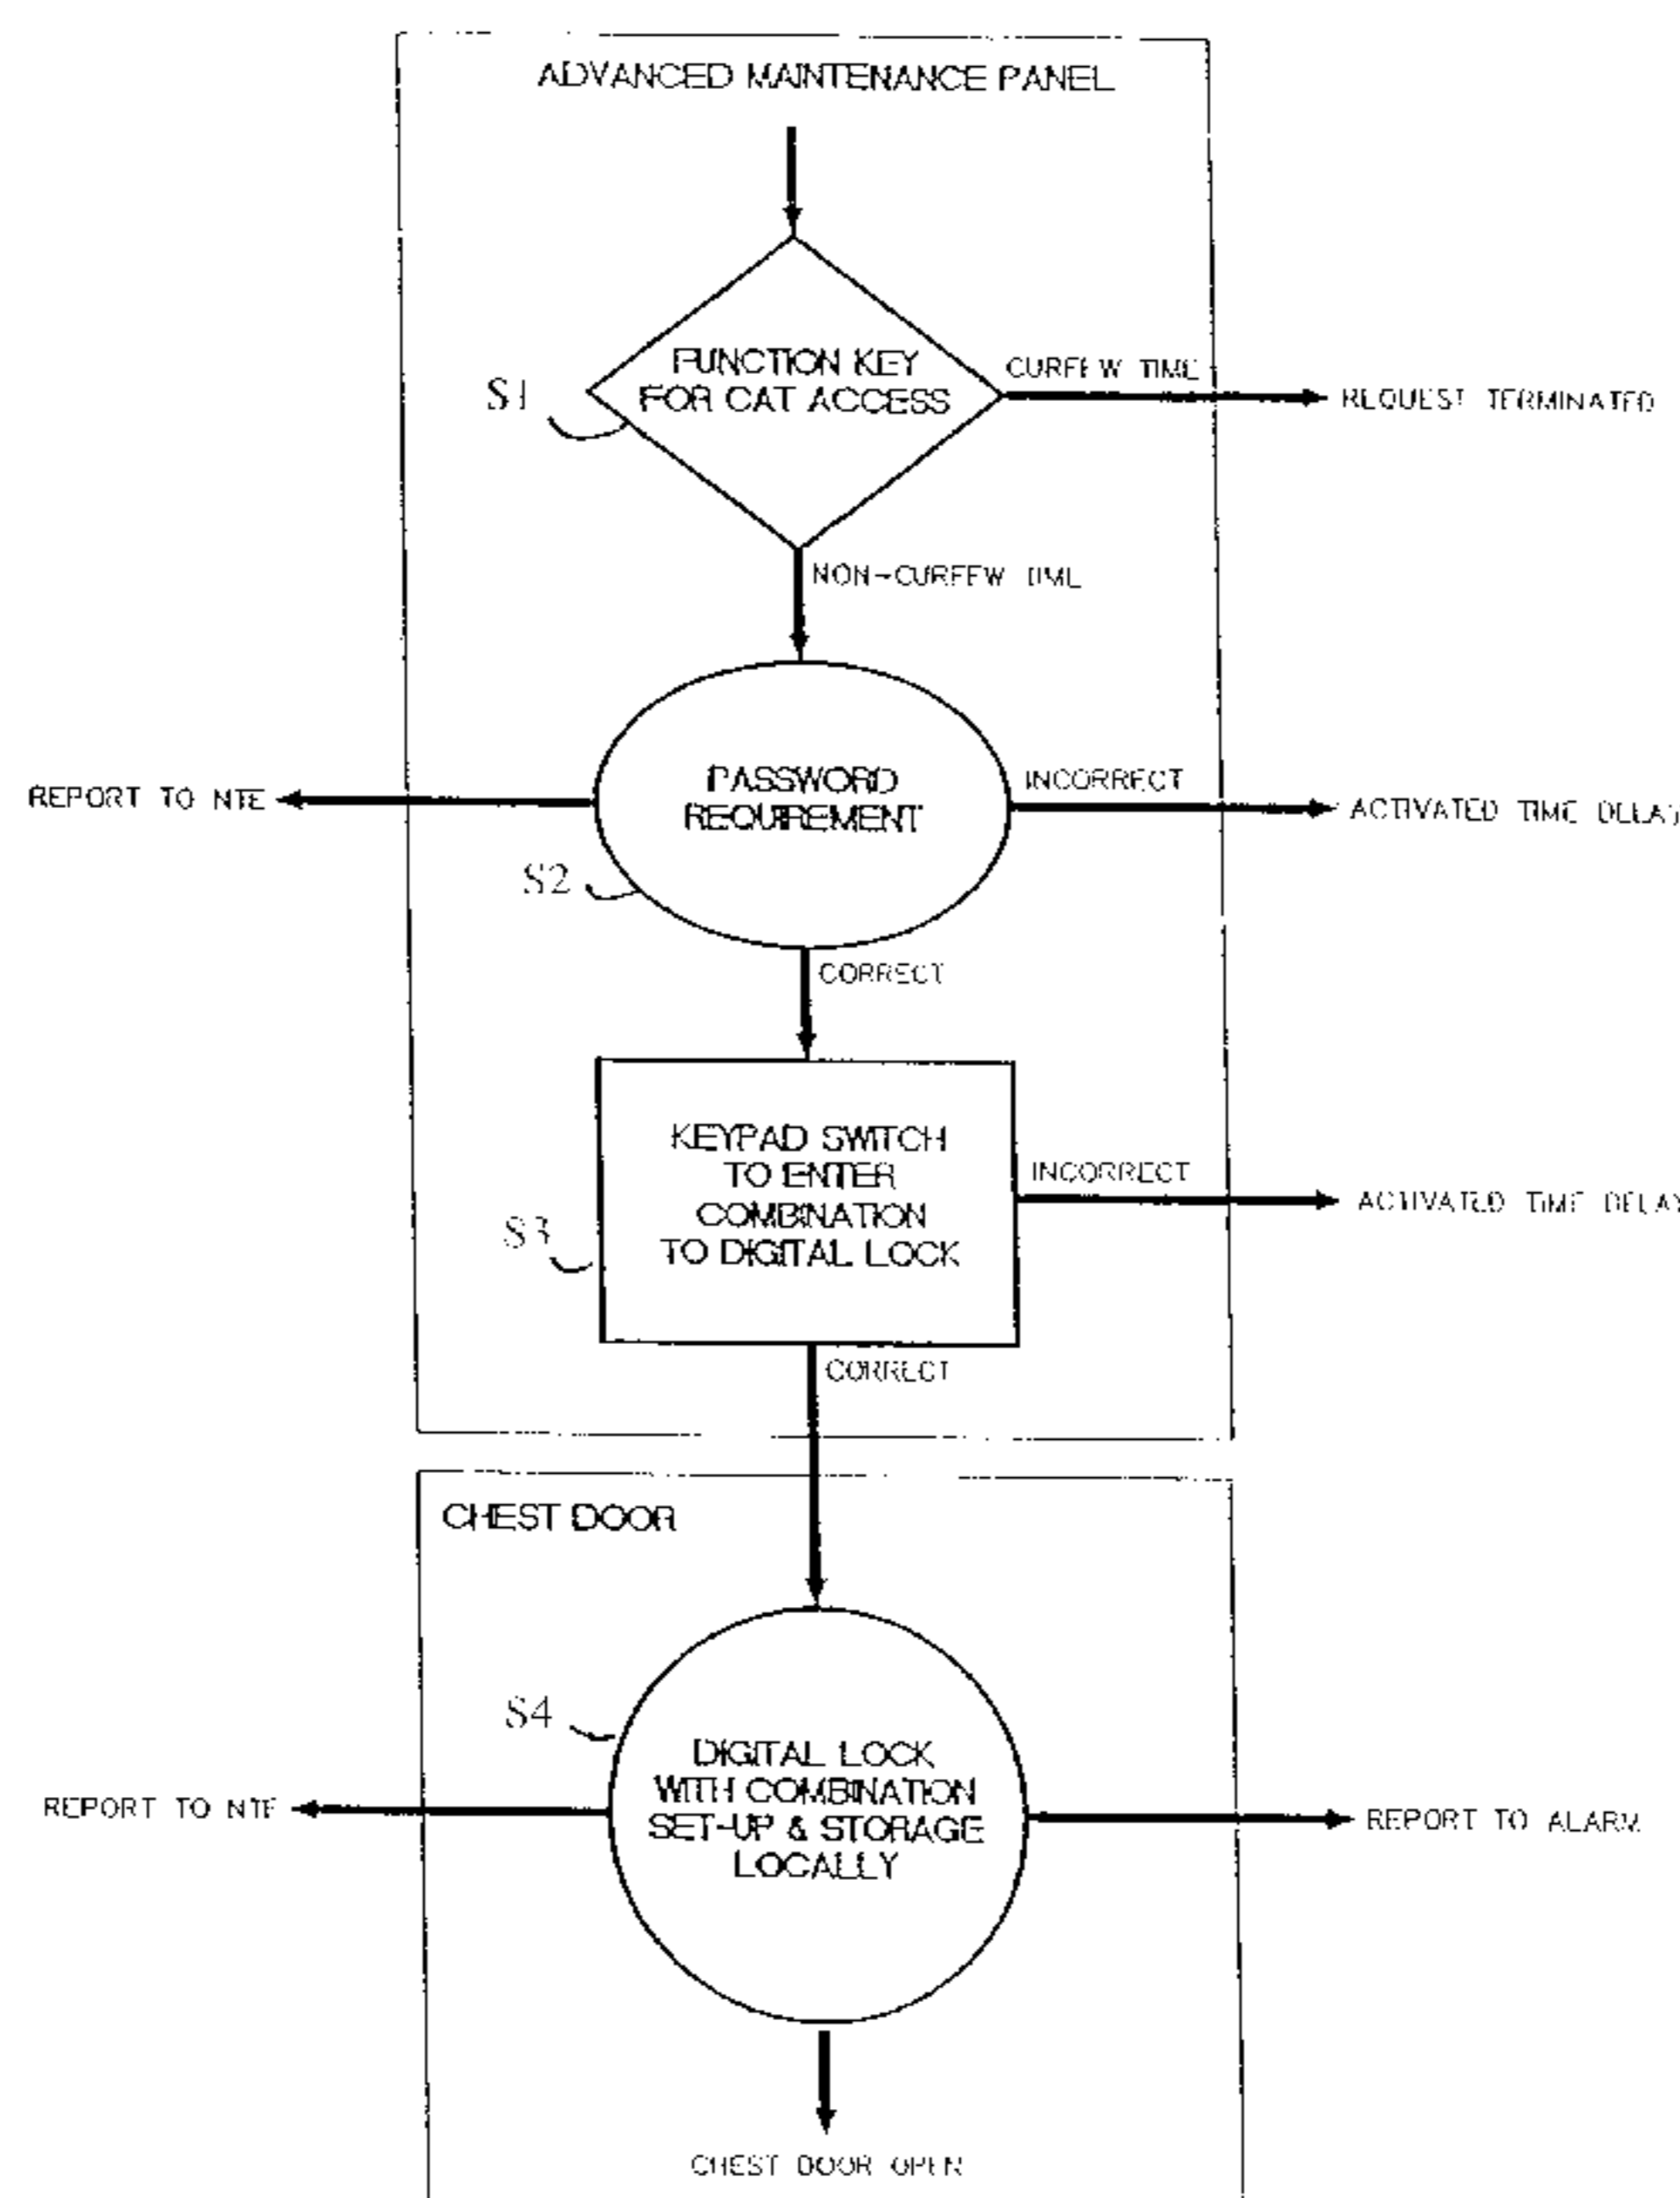 ADVANCED MAINTENANCE PANEL
FUNCTION KEY
FOR CAT ACCESS
S1
CURFEW TIME
REQUEST TERMINATED
NON-CURFEW TIME
PASSWORD
REQUIREMENT
REPORT TO NTE
INCORRECT
ACTIVATED TIME DELAY
S2
CORRECT
KEYPAD SWITCH
TO ENTER
COMBINATION
TO DIGITAL LOCK
INCORRECT
ACTIVATED TIME DELAY
S3
CORRECT
CHEST DOOR
S4
DIGITAL LOCK
WITH COMBINATION
SET-UP & STORAGE
LOCALLY
REPORT TO NTE
REPORT TO ALARM
CHEST DOOR OPEN